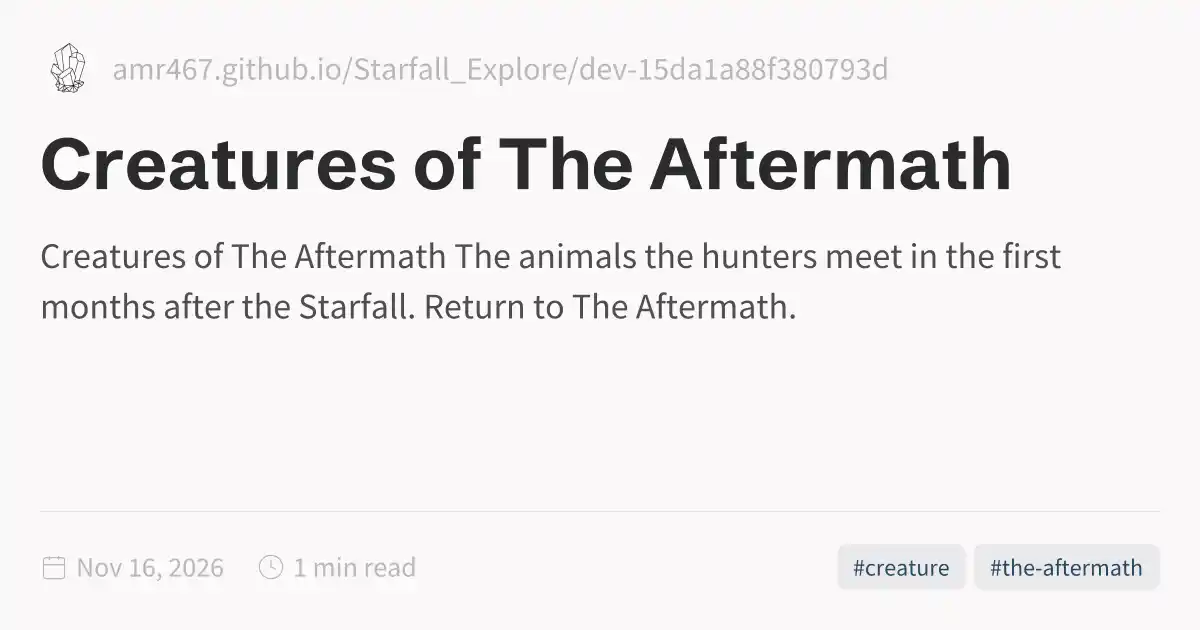 amr467.github.io/Starfall_Explore/dev-15da1a88f380793d
Creatures of The Aftermath
Creatures of The Aftermath The animals the hunters meet in the first
months after the Starfall. Return to The Aftermath.
Nov 16, 2026 1 min read #creature #the-aftermath